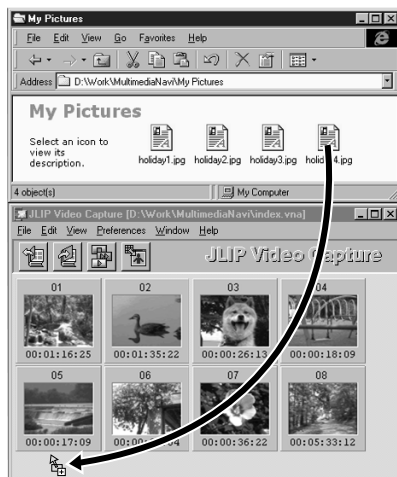 My Pictures
File Edit View Go Favorites Help
Address D:\Work\MultimediaNavi\My Pictures
My Pictures
Select an icon to
view its
description.
holiday1.jpg holiday2.jpg holiday3.jpg
4 object(s) My Computer
JLIP Video Capture [D:\Work\MultimediaNavi\index.vna]
File Edit View Preferences Window Help
JLIP Video Capture
01 02 03 04
00:01:16:25 00:01:35:22 00:00:26:13 00:00:18:09
05 06 07 08
00:00:17:09 00:00:36:22 00:05:33:12